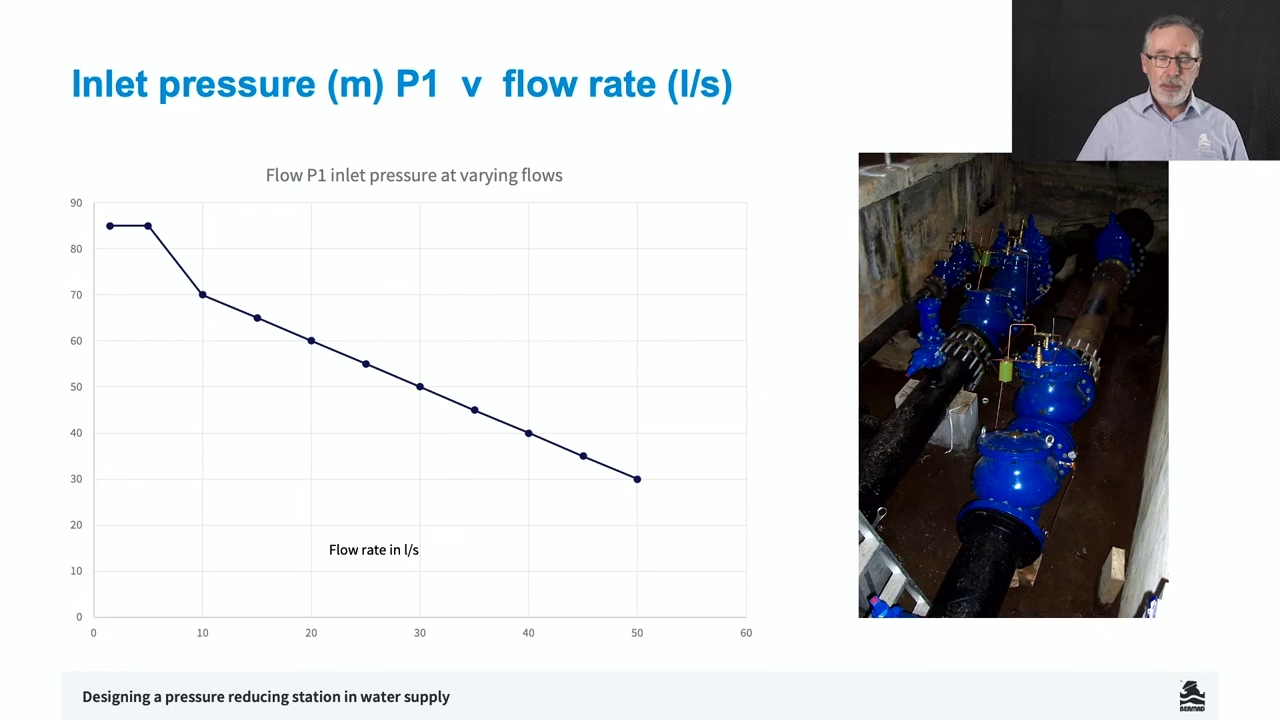 Inlet pressure (m) P1 v flow rate (l/s)
Flow P1 inlet pressure at varying flows
90
80
70
60
50
40
30
20
10
0
Flow rate in l/s
0 10 20 30 40 50 60
Designing a pressure reducing station in water supply
BERMAD